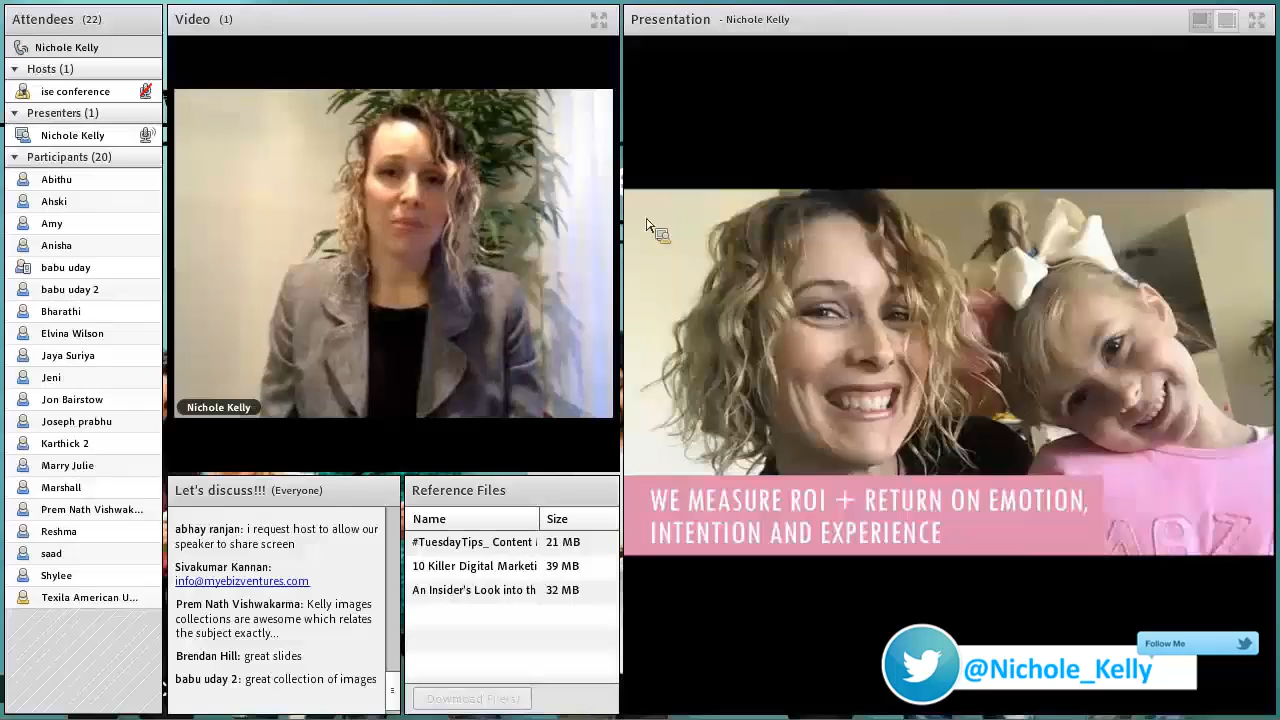 Attendees (22)
Nichole Kelly
Hosts (1)
ise conference
Presenters (1)
Nichole Kelly
Participants (20)
Abithu
Ahski
Amy
Anisha
babu uday
babu uday 2
Bharathi
Elvina Wilson
Jaya Suriya
Jeni
Jon Bairstow
Joseph prabhu
Karthick 2
Marry Julie
Marshall
Prem Nath Vishwak...
Reshma
saad
Shylee
Texila American U...
Video (1)
Nichole Kelly
Let's discuss!!! (Everyone)
abhay ranjan: i request host to allow our
speaker to share screen
Sivakumar Kannan:
info@myebizventures.com
Prem Nath Vishwakarma: Kelly images
collections are awesome which relates
the subject exactly...
Brendan Hill: great slides
babu uday 2: great collection of images
Reference Files
Name Size
#TuesdayTips_ Content 21 MB
10 Killer Digital Marketi 39 MB
An Insider's Look into th 32 MB
Download File(s)
Presentation - Nichole Kelly
WE MEASURE ROI + RETURN ON EMOTION,
INTENTION AND EXPERIENCE
Follow Me
@Nichole_Kelly